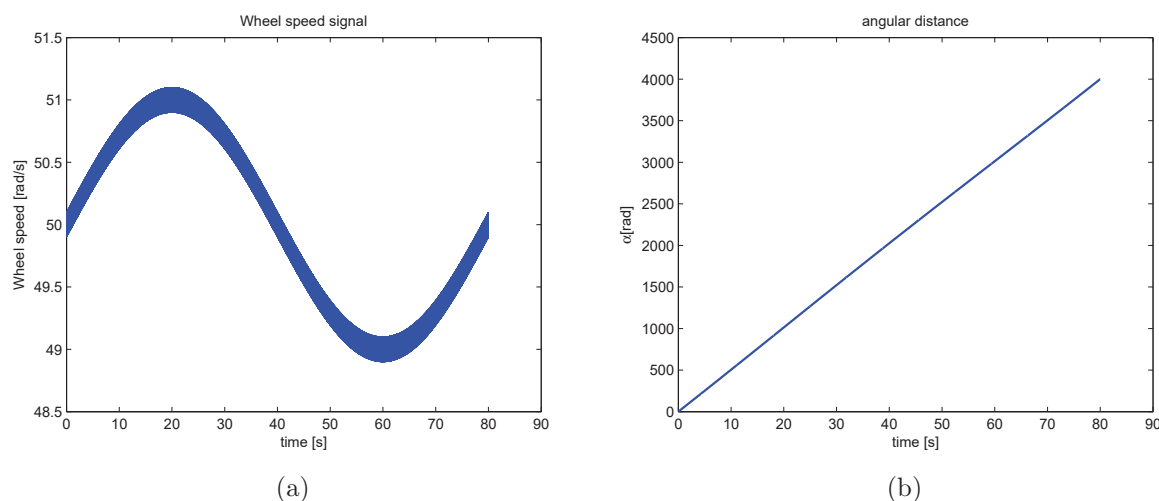 Wheel speed signal
51.5
51
50.5
50
49.5
49
48.5
Wheel speed [rad/s]
0 10 20 30 40 50 60 70 80 90
time [s]
(a)
angular distance
4500
4000
3500
3000
2500
2000
1500
1000
500
0
α[rad]
0 10 20 30 40 50 60 70 80 90
time [s]
(b)